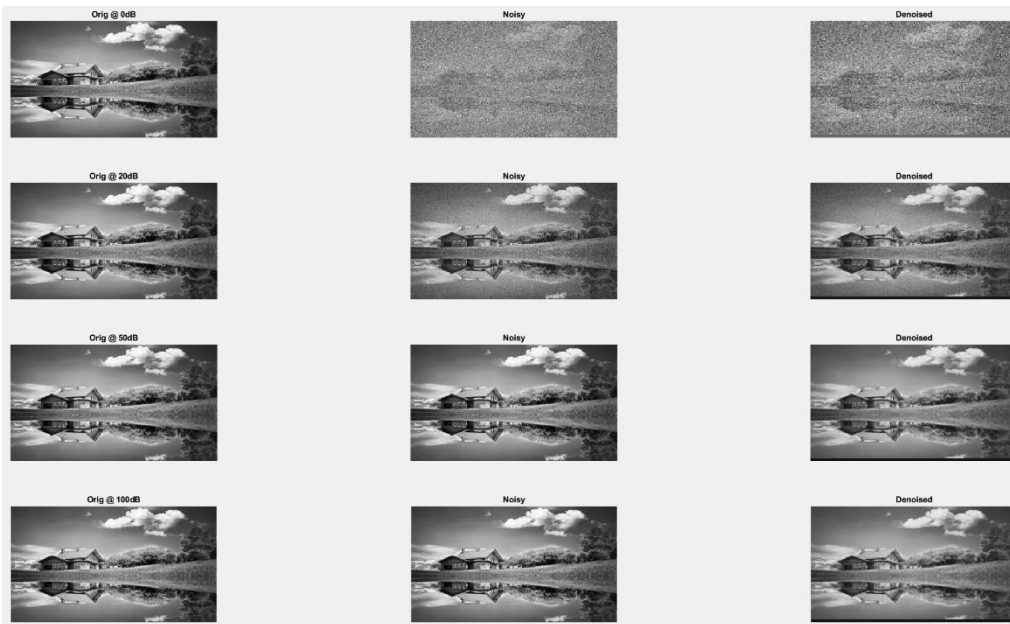 Orig @ 0dB
Noisy
Denoised
Orig @ 20dB
Noisy
Denoised
Orig @ 50dB
Noisy
Denoised
Orig @ 100dB
Noisy
Denoised